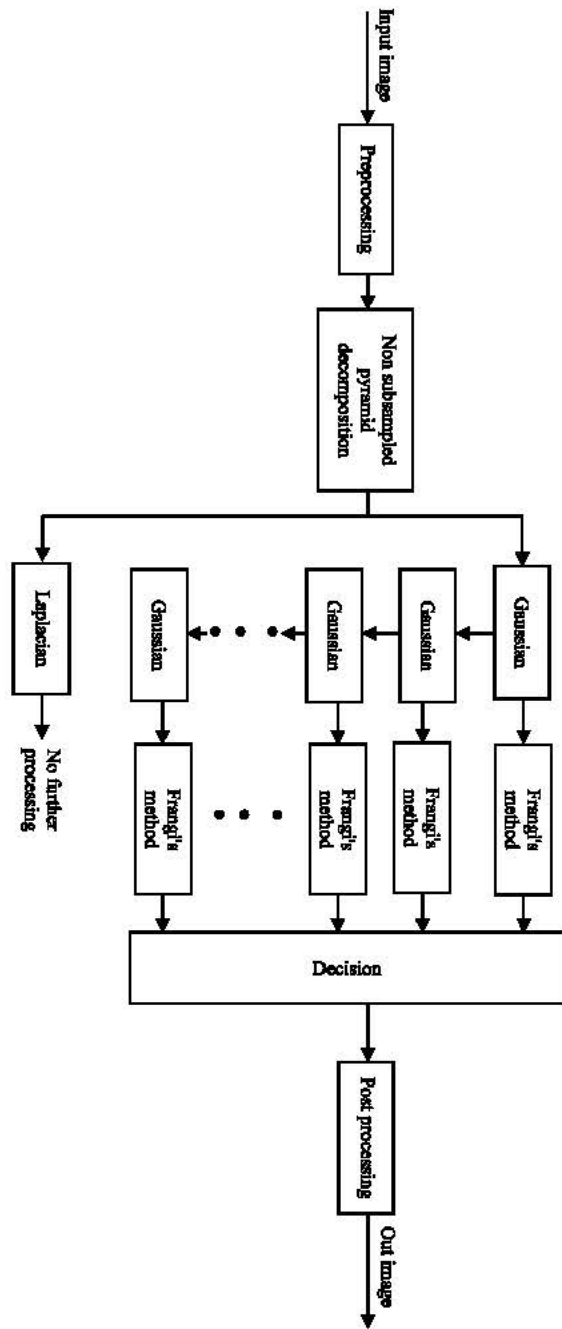 Input image
Preprocessing
Non subsampled
pyramid
decomposition
Gaussian
Gaussian
Gaussian
Gaussian
Laplacian
Frangi's
method
Frangi's
method
Frangi's
method
Frangi's
method
No further
processing
Decision
Post processing
Out image